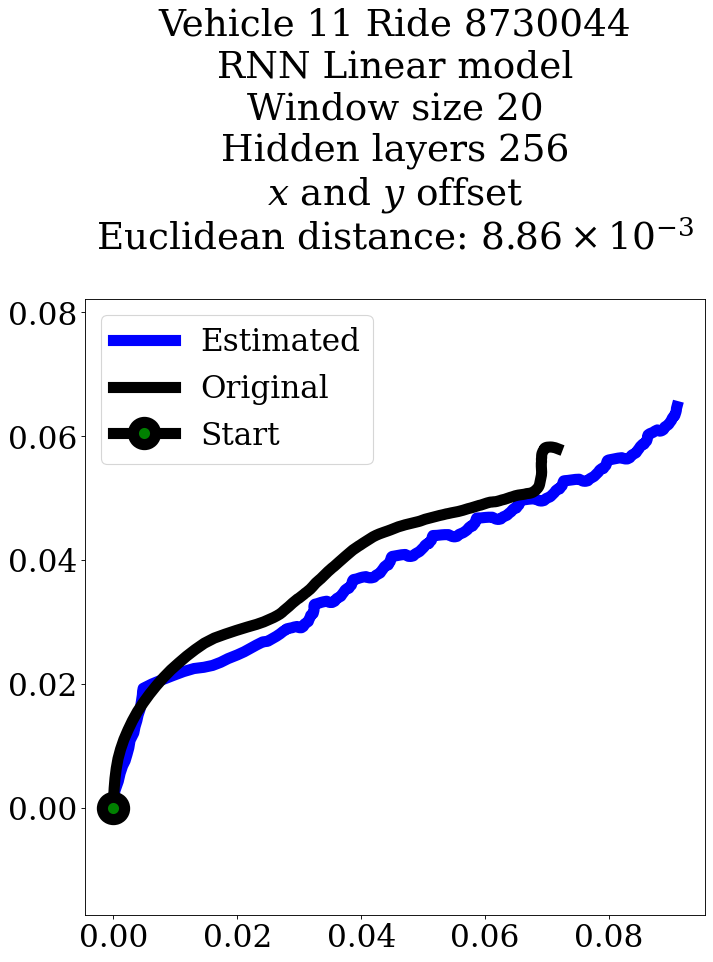 Vehicle 11 Ride 8730044
RNN Linear model
Window size 20
Hidden layers 256
x and y offset
Euclidean distance: 8.86 × 10⁻³
0.08
0.06
0.04
0.02
0.00
Estimated
Original
Start
0.00 0.02 0.04 0.06 0.08